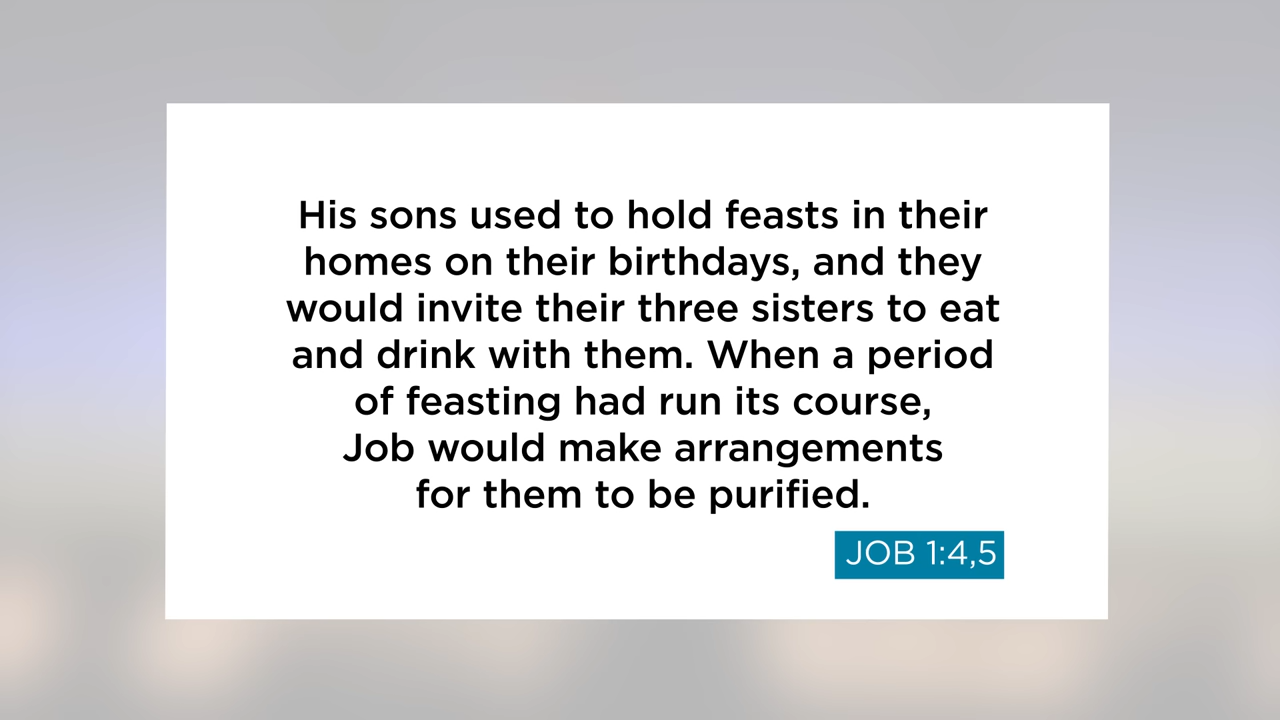 His sons used to hold feasts in their
homes on their birthdays, and they
would invite their three sisters to eat
and drink with them. When a period
of feasting had run its course,
Job would make arrangements
for them to be purified.
JOB 1:4,5